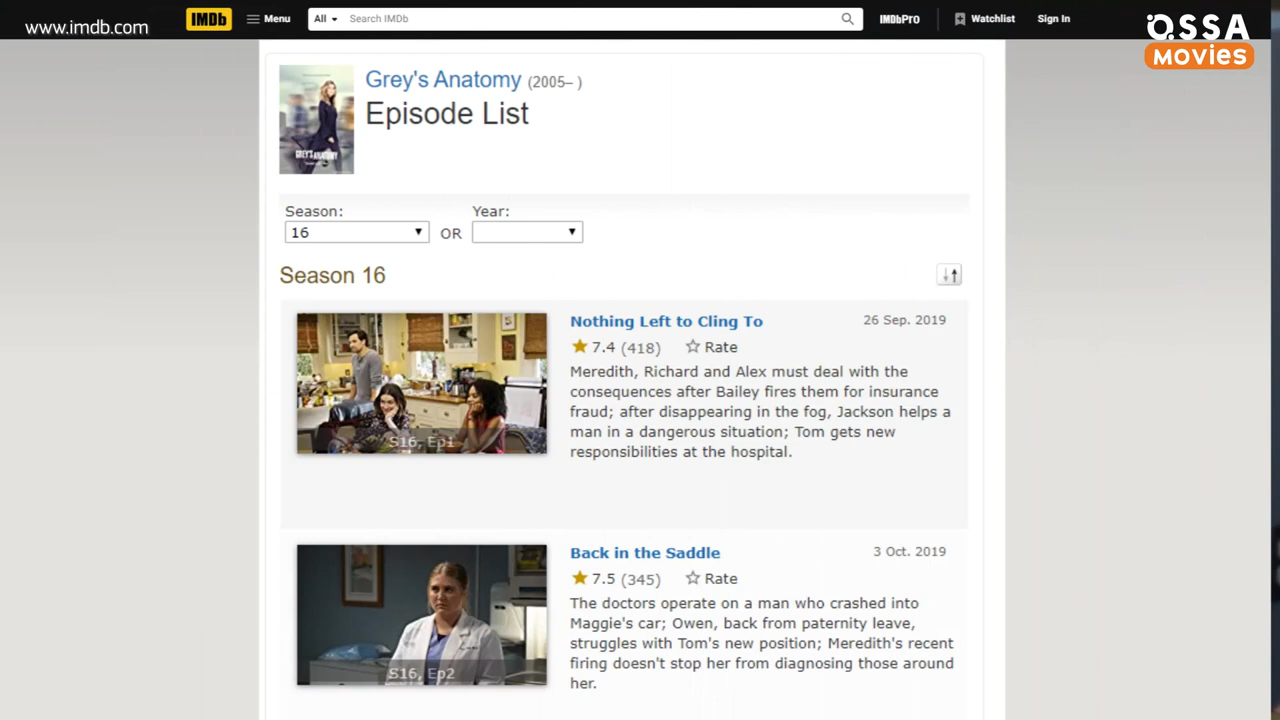 www.imdb.com
IMDb
Menu
All
Search IMDb
IMDbPro
Watchlist
Sign In
OSSA
Movies
GREY'S ANATOMY
Grey's Anatomy (2005– )
Episode List
Season:
Year:
16
OR
Season 16
S16, Ep1
Nothing Left to Cling To
26 Sep. 2019
7.4 (418)
Rate
Meredith, Richard and Alex must deal with the
consequences after Bailey fires them for insurance
fraud; after disappearing in the fog, Jackson helps a
man in a dangerous situation; Tom gets new
responsibilities at the hospital.
S16, Ep2
Back in the Saddle
3 Oct. 2019
7.5 (345)
Rate
The doctors operate on a man who crashed into
Maggie's car; Owen, back from paternity leave,
struggles with Tom's new position; Meredith's recent
firing doesn't stop her from diagnosing those around
her.